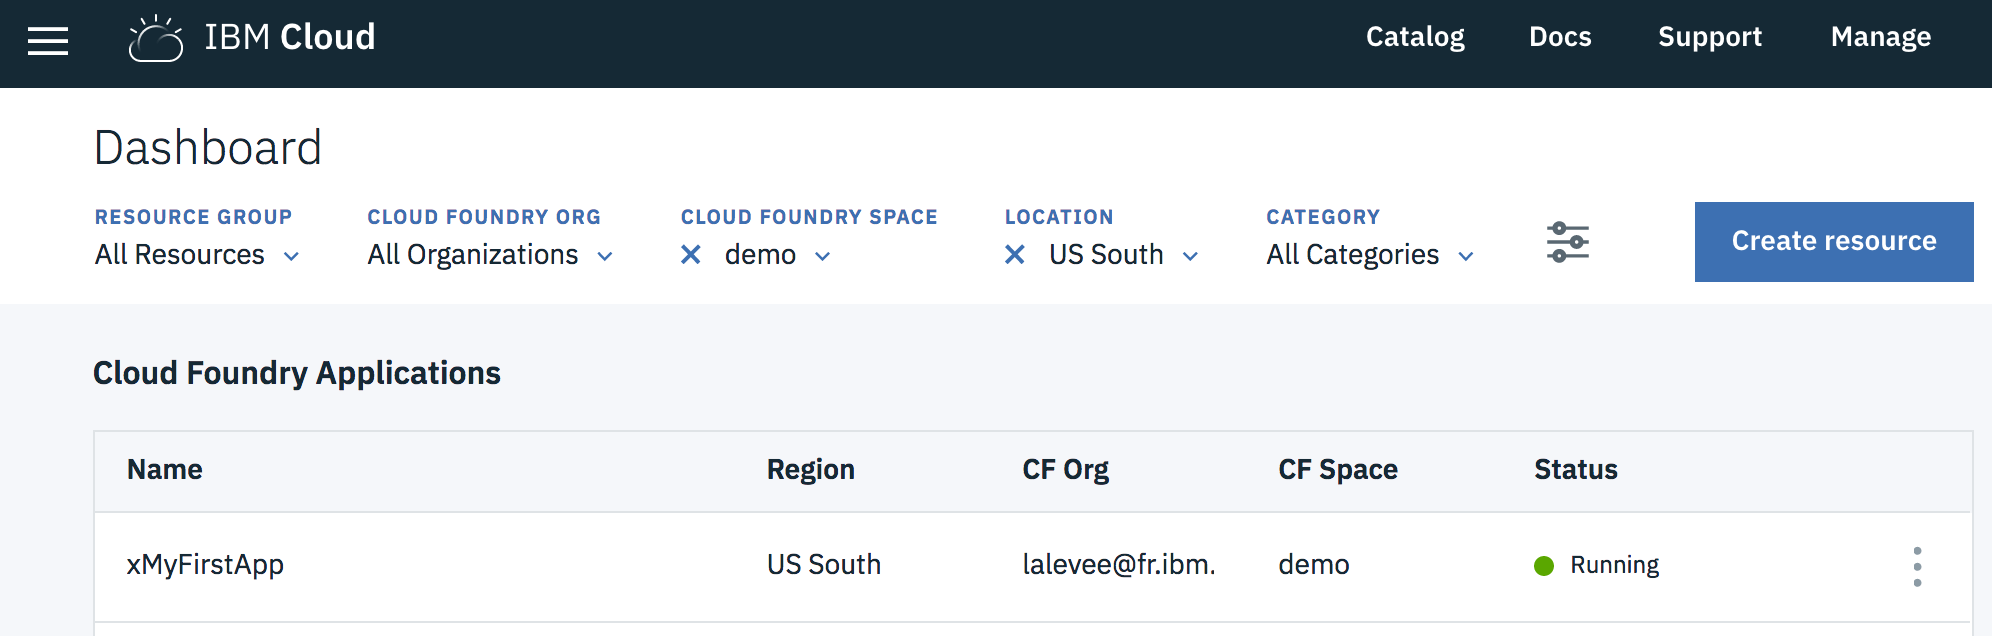 IBM Cloud Catalog Docs Support Manage
Dashboard
RESOURCE GROUP CLOUD FOUNDRY ORG CLOUD FOUNDRY SPACE LOCATION CATEGORY
All Resources All Organizations demo US South All Categories Create resource
Cloud Foundry Applications
Name Region CF Org CF Space Status
xMyFirstApp US South lalevee@fr.ibm. demo Running